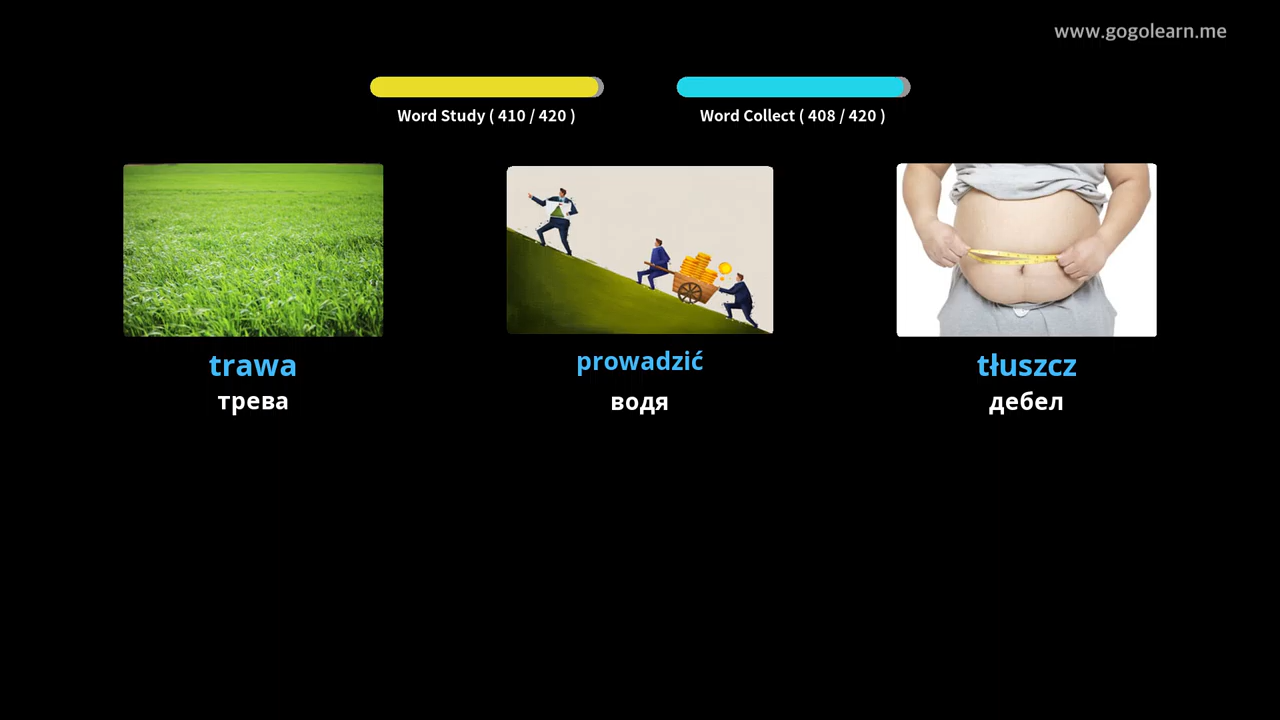 www.gogolearn.me
Word Study ( 410 / 420 )
Word Collect ( 408 / 420 )
trawa
трева
prowadzić
водя
tłuszcz
дебел